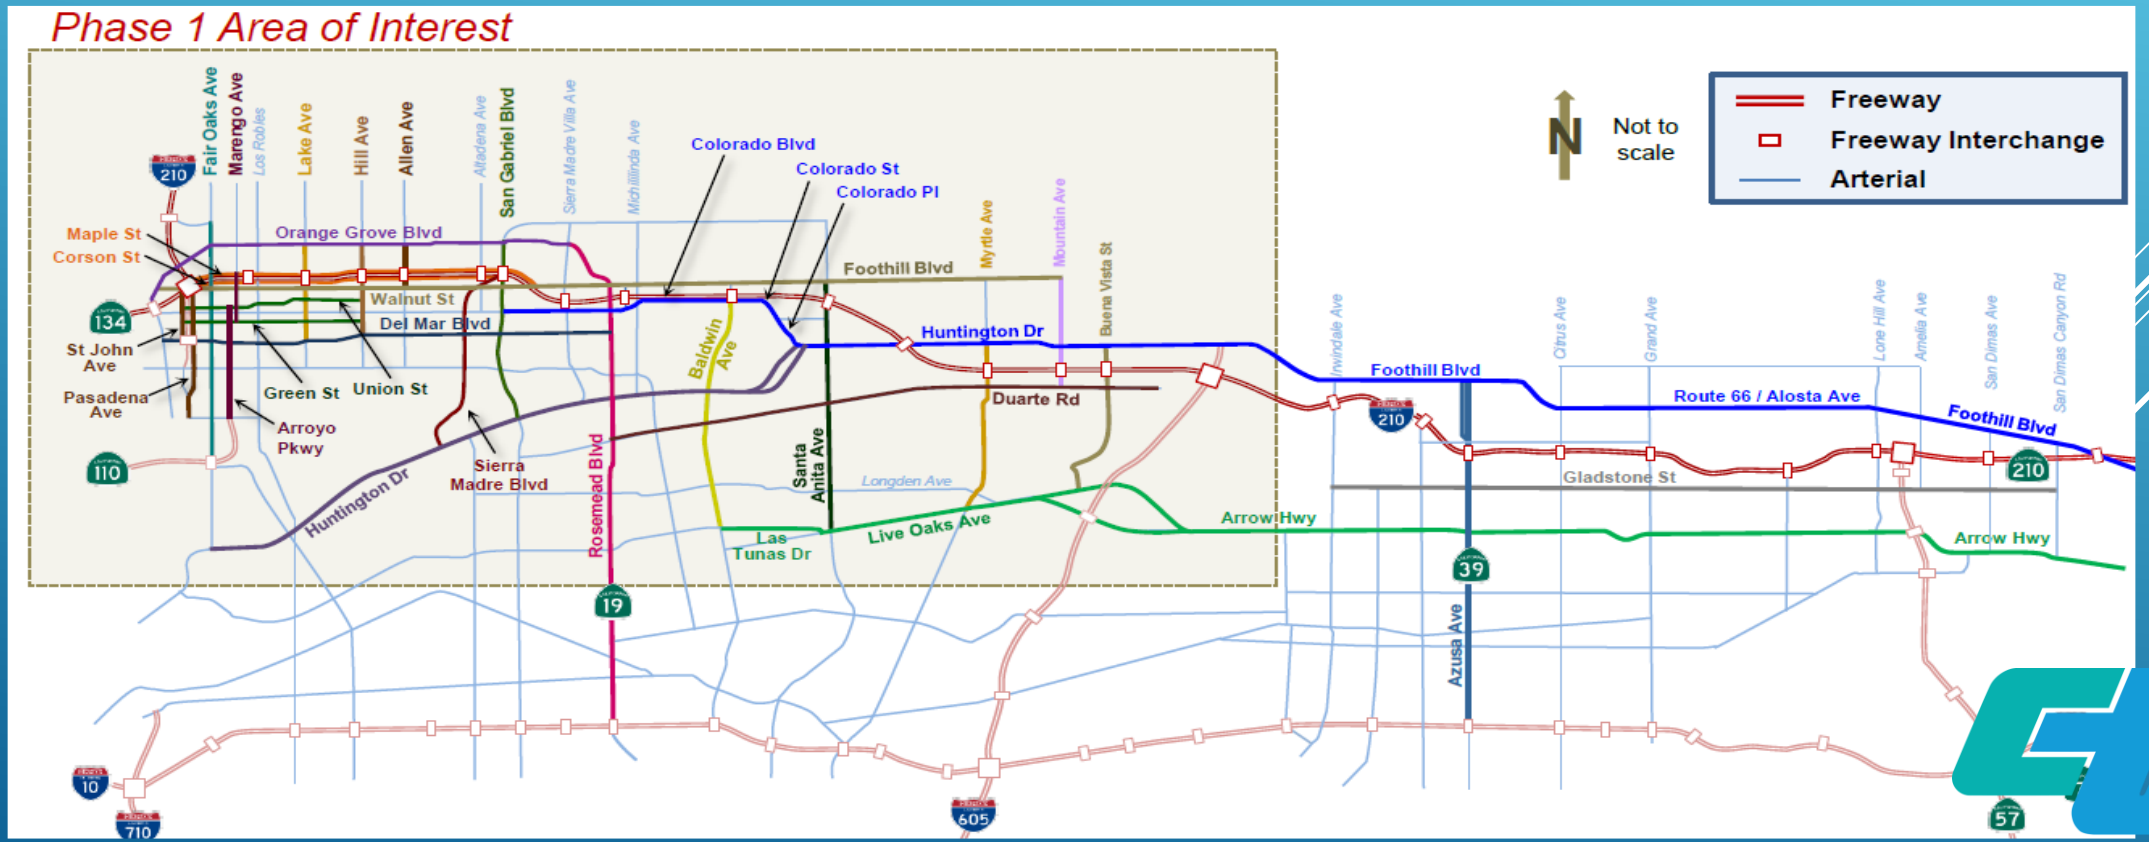 Phase 1 Area of Interest
Freeway
Freeway Interchange
Arterial
N
Not to
scale
210
Fair Oaks Ave
Marengo Ave
Los Robles
Lake Ave
Hill Ave
Allen Ave
Altadena Ave
San Gabriel Blvd
Sierra Madre Villa Ave
Michillinda Ave
Colorado Blvd
Colorado St
Colorado Pl
Myrtle Ave
Mountain Ave
Buena Vista St
Maple St
Corson St
Orange Grove Blvd
Foothill Blvd
134
Walnut St
Del Mar Blvd
St John
Ave
Pasadena
Ave
Green St
Union St
Arroyo
Pkwy
110
Sierra
Madre Blvd
Huntington Dr
Rosemead Blvd
Baldwin
Ave
Santa
Anita Ave
Huntington Dr
Duarte Rd
Longden Ave
Las
Tunas Dr
Live Oaks Ave
Arrow Hwy
19
Irwindale Ave
Citrus Ave
Grand Ave
Lone Hill Ave
Amelia Ave
San Dimas Ave
San Dimas Canyon Rd
Foothill Blvd
Route 66 / Alosta Ave
Foothill Blvd
210
210
Gladstone St
Arrow Hwy
39
Azusa Ave
10
710
605
57